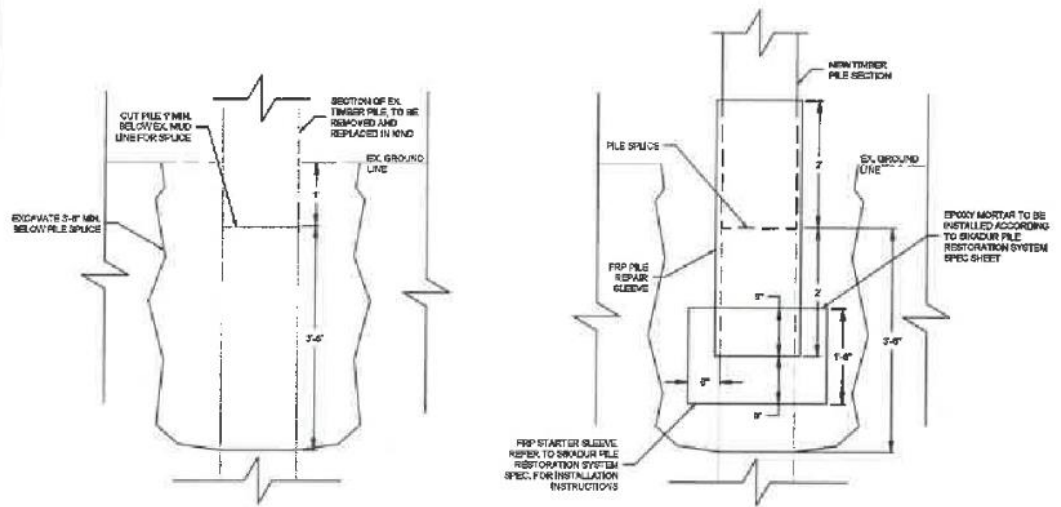 CUT PILE 1' MIN.
BELOW EX. MUD
LINE FOR SPLICE
SECTION OF EX.
TIMBER PILE, TO BE
REMOVED AND
REPLACED IN KIND
EX. GROUND
LINE
1'
EXCAVATE 3'-6" MIN.
BELOW PILE SPLICE
3'-6"
NEW TIMBER
PILE SECTION
PILE SPLICE
2'
EX. GROUND
LINE
EPOXY MORTAR TO BE
INSTALLED ACCORDING
TO SIKADUR PILE
RESTORATION SYSTEM
SPEC SHEET
FRP PILE
REPAIR
SLEEVE
2'
3'-6"
1'-6"
FRP STARTER SLEEVE.
REFER TO SIKADUR PILE
RESTORATION SYSTEM
SPEC. FOR INSTALLATION
INSTRUCTIONS